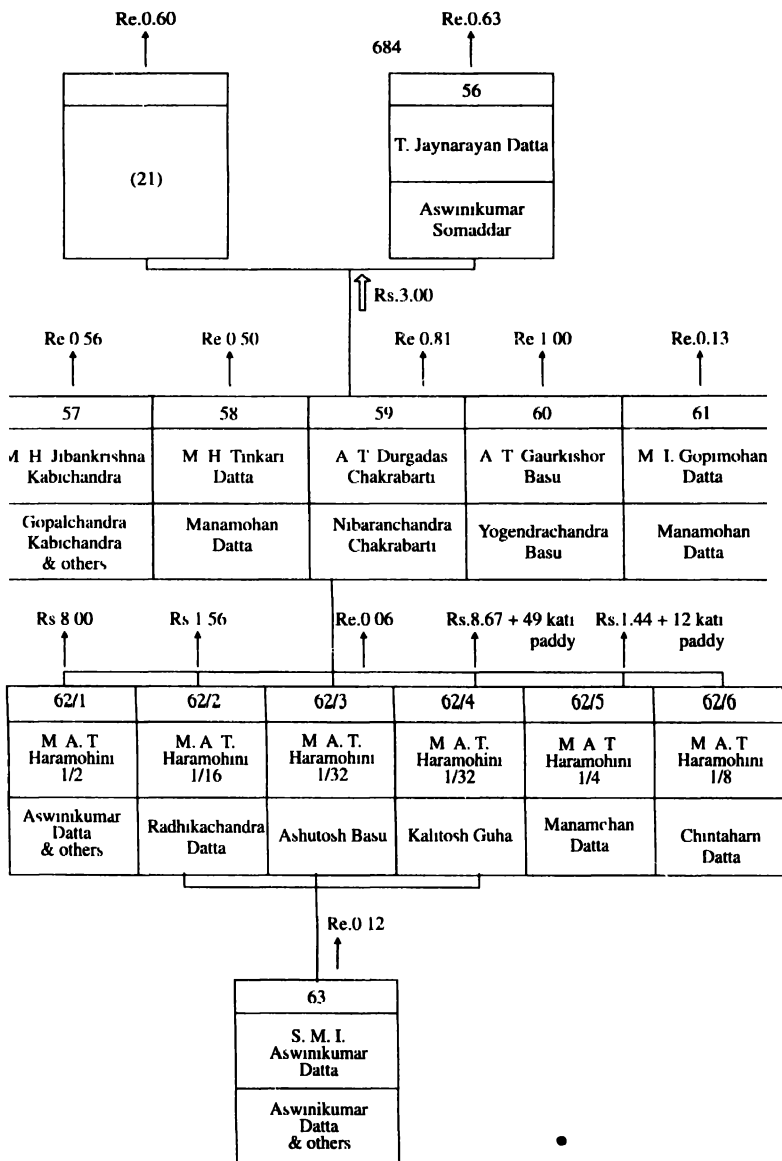 Re.0.60
Re.0.63
684
56
T. Jaynarayan Datta
(21)
Aswinikumar
Somaddar
Rs.3.00
Re 0 56
Re 0 50
Re 0.81
Re 1 00
Re.0.13
57
58
59
60
61
M H Jibankrishna
Kabichandra
M H Tinkari
Datta
A T Durgadas
Chakrabarti
A T Gaurkishor
Basu
M I. Gopimohan
Datta
Gopalchandra
Kabichandra
& others
Manamohan
Datta
Nibaranchandra
Chakrabarti
Yogendrachandra
Basu
Manamohan
Datta
Rs 8 00
Rs 1 56
Re.0 06
Rs.8.67 + 49 kati
paddy
Rs.1.44 + 12 kati
paddy
62/1
62/2
62/3
62/4
62/5
62/6
M A. T
Haramohini
1/2
M. A T.
Haramohini
1/16
M A. T.
Haramohini
1/32
M A. T.
Haramohini
1/32
M A T
Haramohini
1/4
M A T
Haramohini
1/8
Aswinikumar
Datta
& others
Radhikachandra
Datta
Ashutosh Basu
Kalitosh Guha
Manamohan
Datta
Chintaharn
Datta
Re.0 12
63
S. M. I.
Aswinikumar
Datta
Aswinikumar
Datta
& others